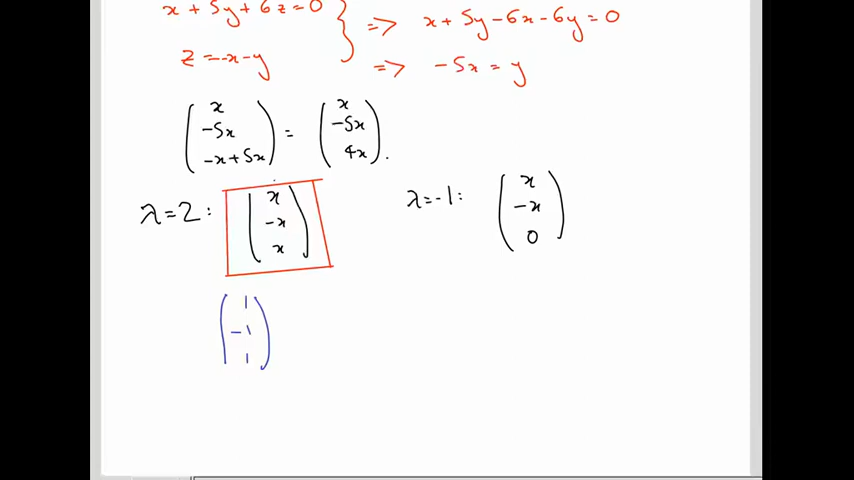 x + 5y + 6z = 0 } => x + 5y - 6x - 6y = 0
z = -x - y => -5x = y
(x, -5x, -x + 5x) = (x, -5x, 4x).
λ = 2: (x, -x, x) λ = -1: (x, -x, 0)
(1, -1, 1)